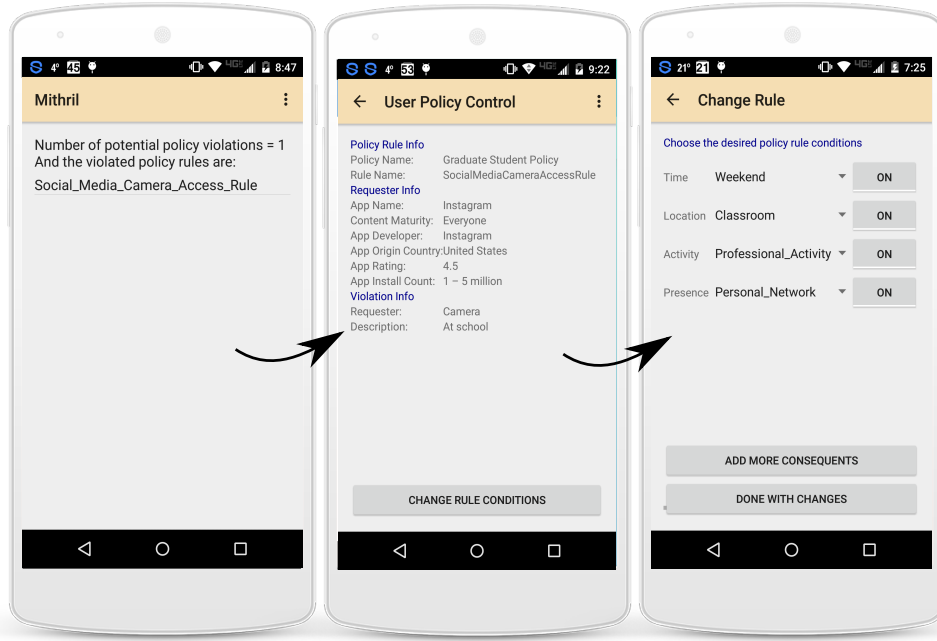 4° 45 4G 8:47
Mithril
Number of potential policy violations = 1
And the violated policy rules are:
Social_Media_Camera_Access_Rule
4° 53 4G 9:22
User Policy Control
Policy Rule Info
Policy Name: Graduate Student Policy
Rule Name: SocialMediaCameraAccessRule
Requester Info
App Name: Instagram
Content Maturity: Everyone
App Developer: Instagram
App Origin Country:United States
App Rating: 4.5
App Install Count: 1 – 5 million
Violation Info
Requester: Camera
Description: At school
CHANGE RULE CONDITIONS
21° 21 4G 7:25
Change Rule
Choose the desired policy rule conditions
Time Weekend ON
Location Classroom ON
Activity Professional_Activity ON
Presence Personal_Network ON
ADD MORE CONSEQUENTS
DONE WITH CHANGES